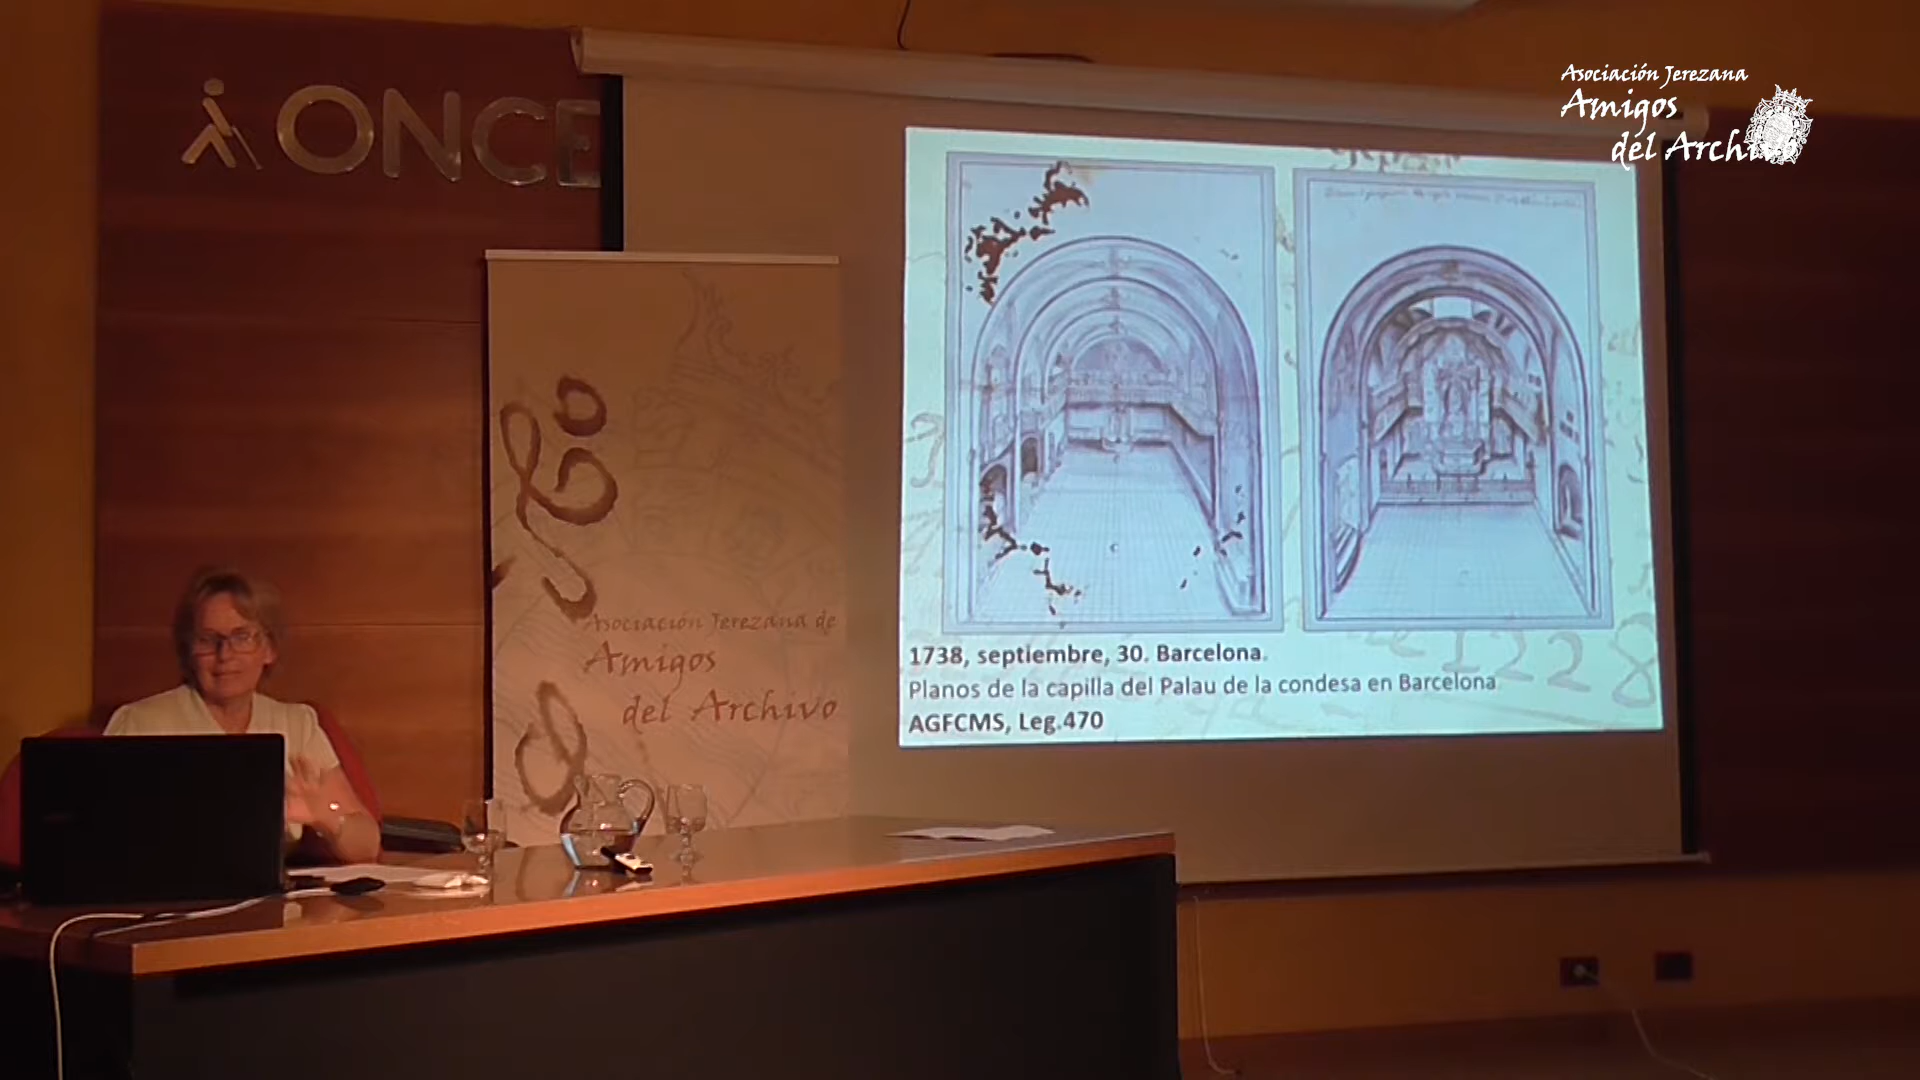 ONCE
Asociación Jerezana
Amigos
del Archivo
Asociación Jerezana de
Amigos
del Archivo
1738, septiembre, 30. Barcelona.
Planos de la capilla del Palau de la condesa en Barcelona
AGFCMS, Leg.470
1228